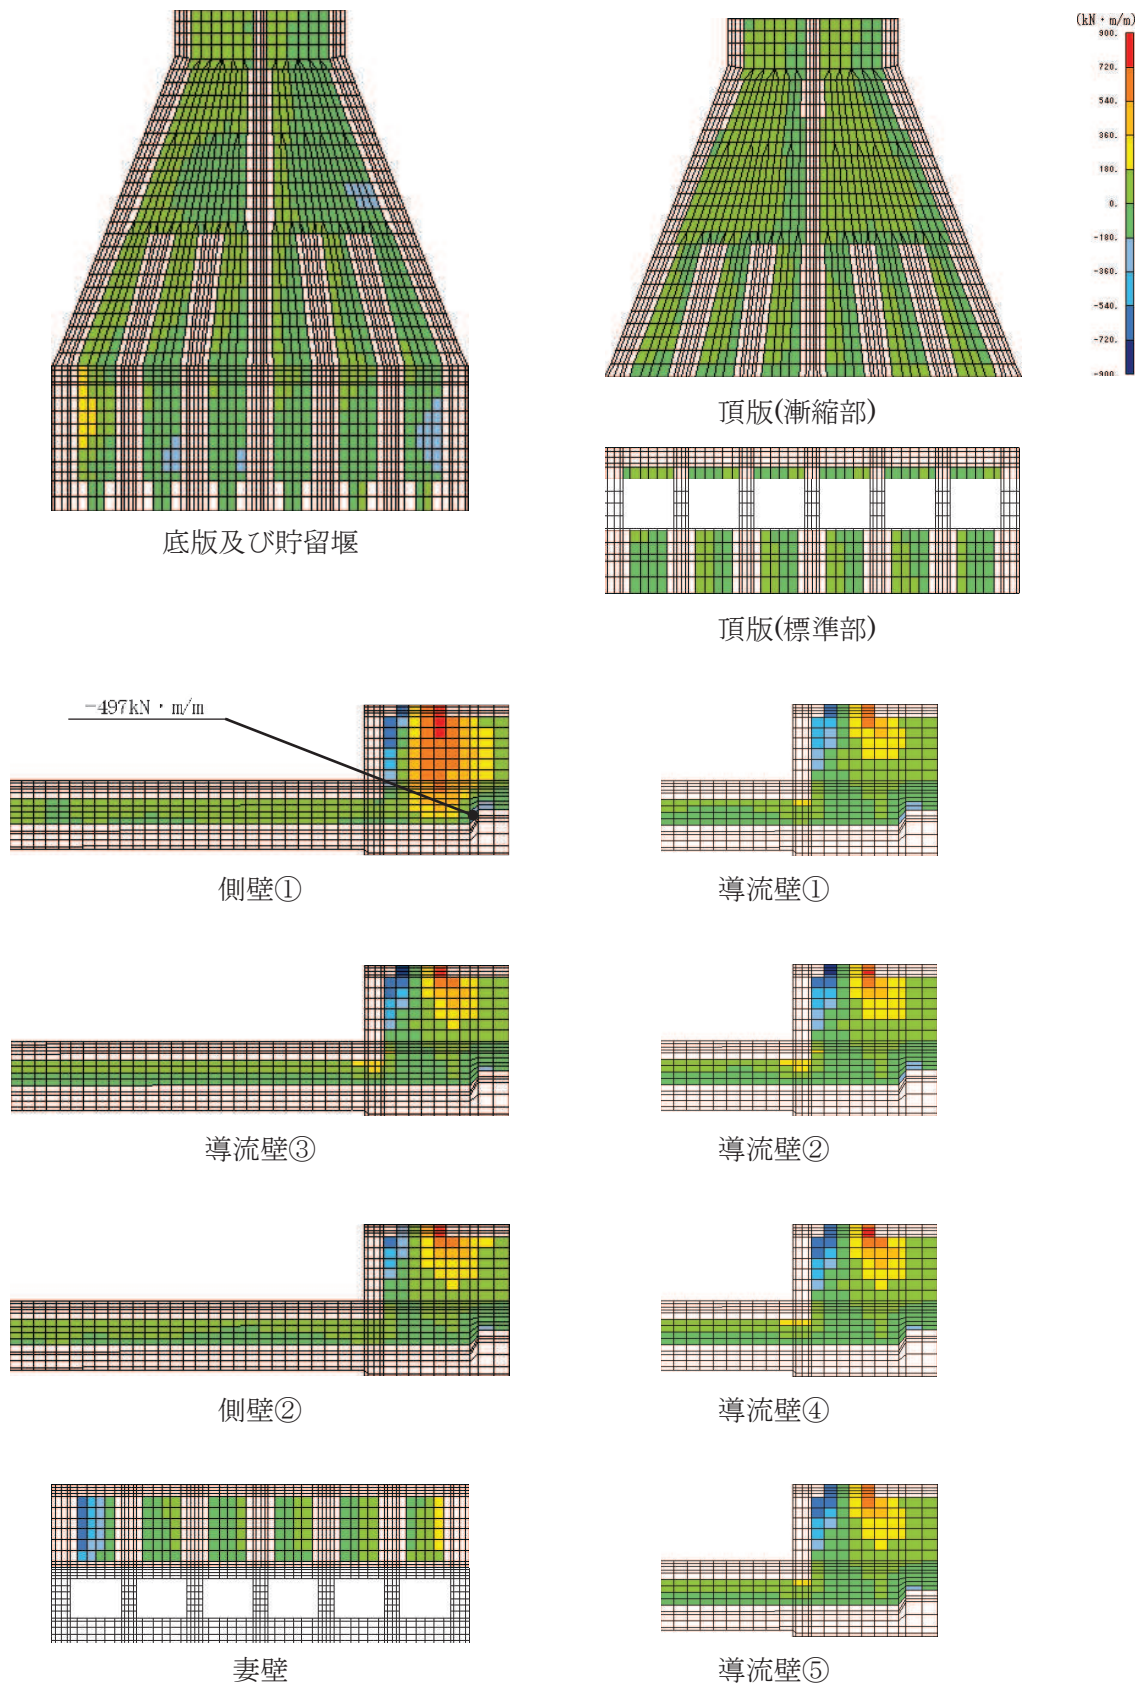 (kN・m/m)
900.
720.
540.
360.
180.
0.
-180.
-360.
-540.
-720.
-900.
頂版(漸縮部)
底版及び貯留堰
頂版(標準部)
-497kN・m/m
側壁①
導流壁①
導流壁③
導流壁②
側壁②
導流壁④
妻壁
導流壁⑤